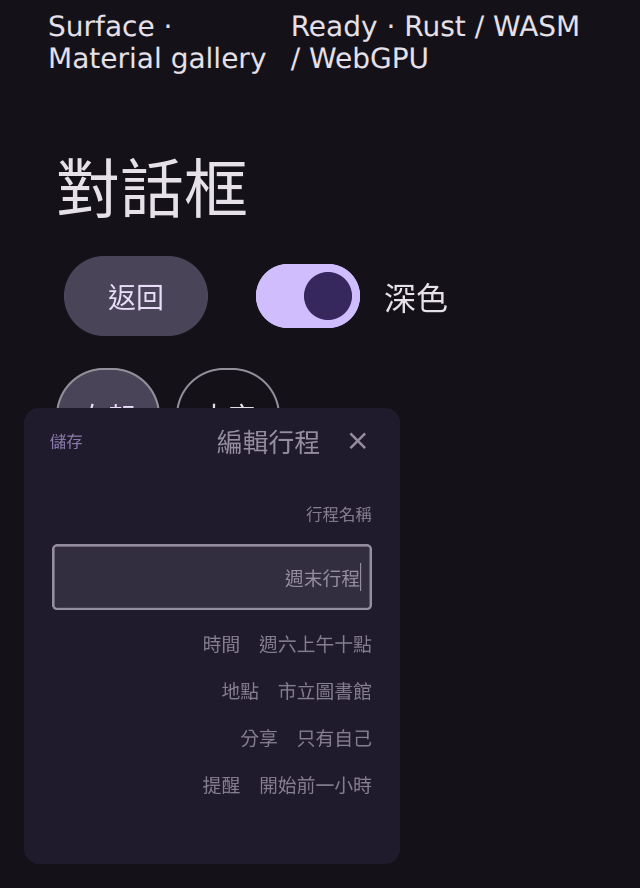 Surface ·
Material gallery
Ready · Rust / WASM
/ WebGPU
對話框
返回
深色
儲存
編輯行程
行程名稱
週末行程
時間　週六上午十點
地點　市立圖書館
分享　只有自己
提醒　開始前一小時